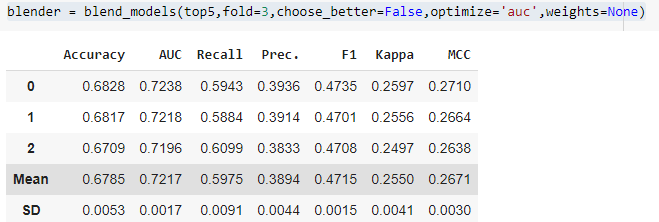 blender = blend_models(top5,fold=3,choose_better=False,optimize='auc',weights=None)
Accuracy AUC Recall Prec. F1 Kappa MCC
0 0.6828 0.7238 0.5943 0.3936 0.4735 0.2597 0.2710
1 0.6817 0.7218 0.5884 0.3914 0.4701 0.2556 0.2664
2 0.6709 0.7196 0.6099 0.3833 0.4708 0.2497 0.2638
Mean 0.6785 0.7217 0.5975 0.3894 0.4715 0.2550 0.2671
SD 0.0053 0.0017 0.0091 0.0044 0.0015 0.0041 0.0030